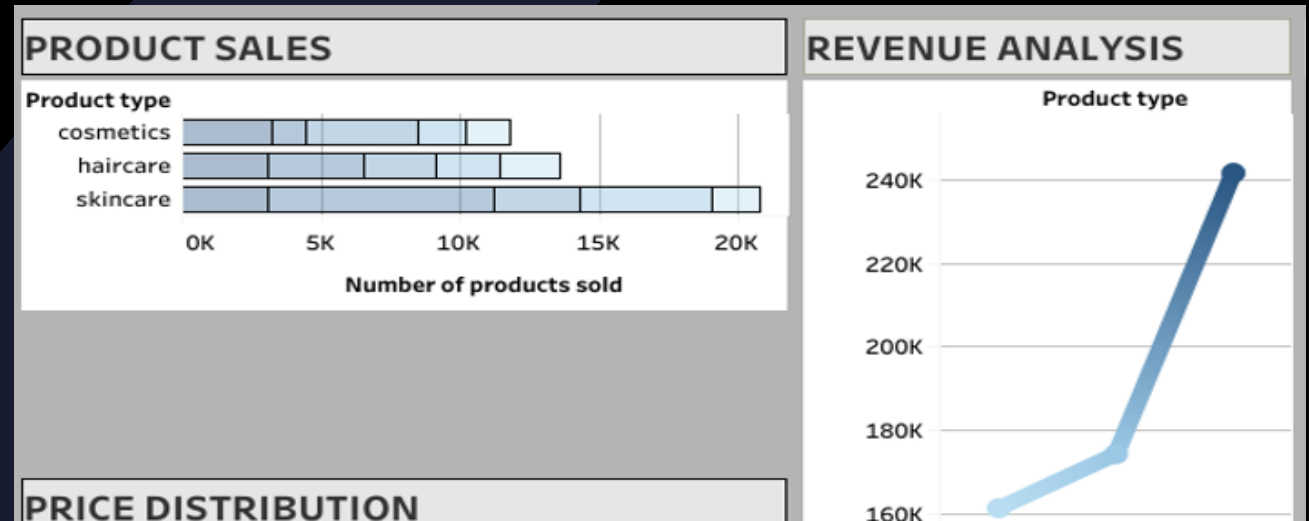 PRODUCT SALES
Product type
cosmetics
haircare
skincare
0K 5K 10K 15K 20K
Number of products sold
PRICE DISTRIBUTION
REVENUE ANALYSIS
Product type
240K
220K
200K
180K
160K